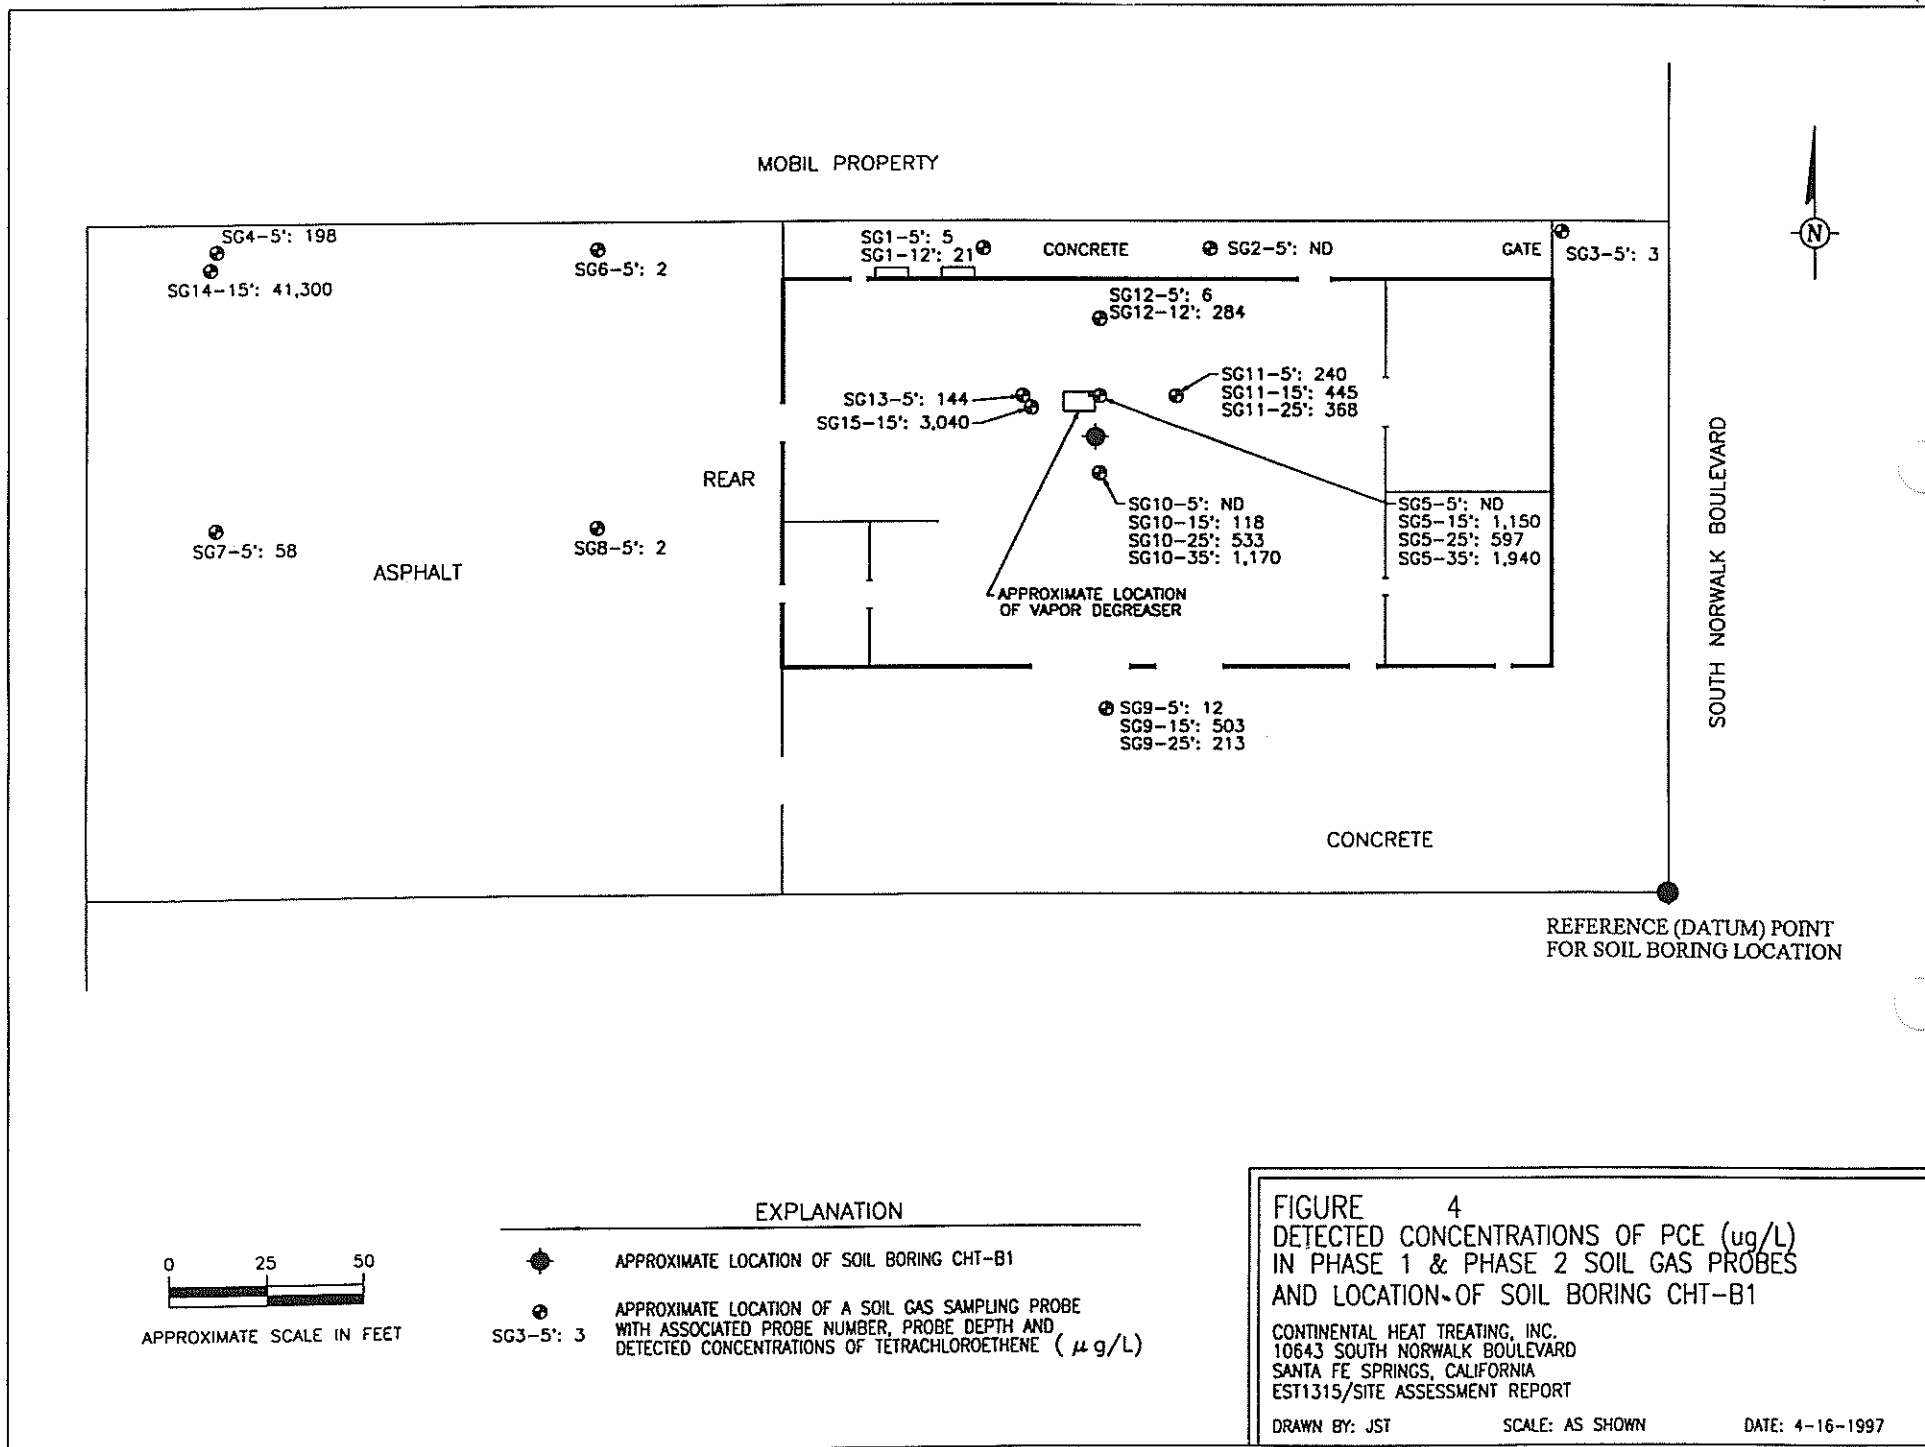 MOBIL PROPERTY
N
SG4-5': 198
SG14-15': 41,300
SG6-5': 2
SG1-5': 5
SG1-12': 21
CONCRETE
SG2-5': ND
GATE
SG3-5': 3
SG12-5': 6
SG12-12': 284
SG13-5': 144
SG15-15': 3,040
SG11-5': 240
SG11-15': 445
SG11-25': 368
REAR
SG10-5': ND
SG10-15': 118
SG10-25': 533
SG10-35': 1,170
SG5-5': ND
SG5-15': 1,150
SG5-25': 597
SG5-35': 1,940
SG7-5': 58
ASPHALT
SG8-5': 2
APPROXIMATE LOCATION
OF VAPOR DEGREASER
SOUTH NORWALK BOULEVARD
SG9-5': 12
SG9-15': 503
SG9-25': 213
CONCRETE
REFERENCE (DATUM) POINT
FOR SOIL BORING LOCATION
0 25 50
APPROXIMATE SCALE IN FEET
EXPLANATION
APPROXIMATE LOCATION OF SOIL BORING CHT-B1
SG3-5': 3
APPROXIMATE LOCATION OF A SOIL GAS SAMPLING PROBE
WITH ASSOCIATED PROBE NUMBER, PROBE DEPTH AND
DETECTED CONCENTRATIONS OF TETRACHLOROETHENE (μg/L)
FIGURE 4
DETECTED CONCENTRATIONS OF PCE (ug/L)
IN PHASE 1 & PHASE 2 SOIL GAS PROBES
AND LOCATION OF SOIL BORING CHT-B1
CONTINENTAL HEAT TREATING, INC.
10643 SOUTH NORWALK BOULEVARD
SANTA FE SPRINGS, CALIFORNIA
EST1315/SITE ASSESSMENT REPORT
DRAWN BY: JST SCALE: AS SHOWN DATE: 4-16-1997